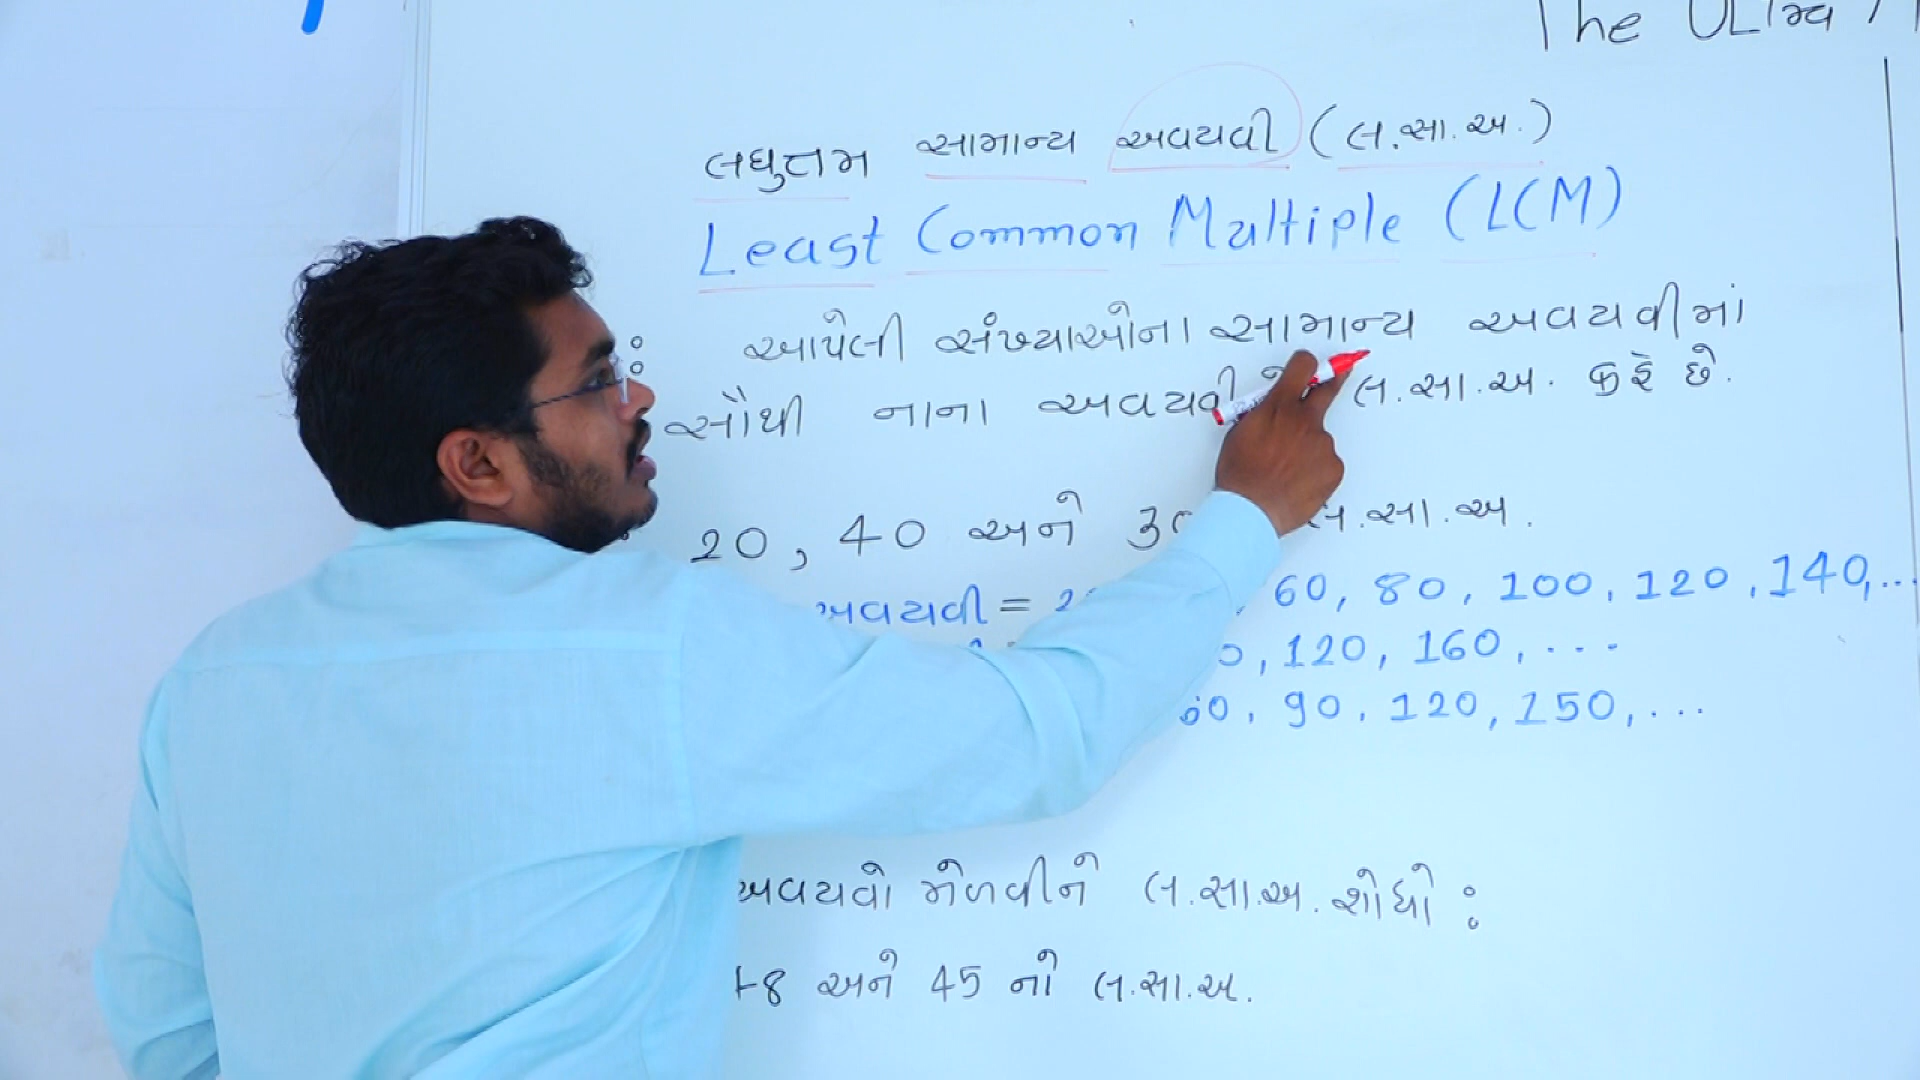 The
લઘુત્તમ સામાન્ય અવયવી (લ.સા.અ.)
Least Common Multiple (LCM)
: આપેલી સંખ્યાઓના સામાન્ય અવયવીમાં
સૌથી નાના અવયવી લ.સા.અ. કહે છે.
20, 40 અને લ.સા.અ.
અવયવી = 60, 80, 100, 120, 140, ...
, 120, 160, ...
60, 90, 120, 150, ...
અવયવો મેળવીને લ.સા.અ. શોધો :
અને 45 નો લ.સા.અ.